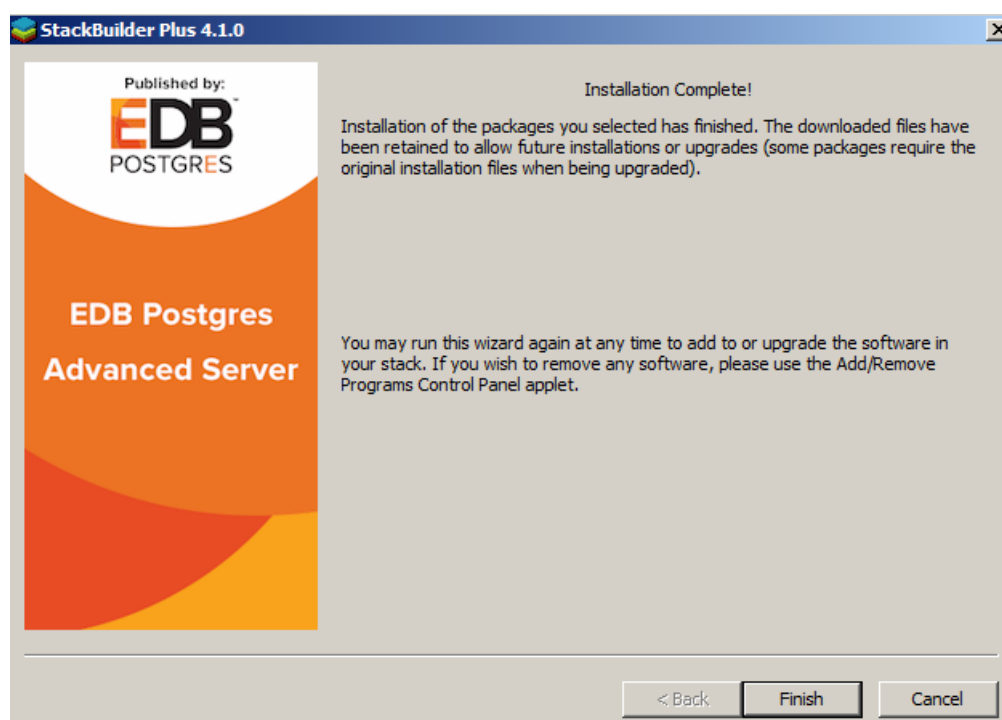 StackBuilder Plus 4.1.0
Published by:
EDB™
POSTGRES
EDB Postgres
Advanced Server
Installation Complete!
Installation of the packages you selected has finished. The downloaded files have
been retained to allow future installations or upgrades (some packages require the
original installation files when being upgraded).
You may run this wizard again at any time to add to or upgrade the software in
your stack. If you wish to remove any software, please use the Add/Remove
Programs Control Panel applet.
< Back
Finish
Cancel